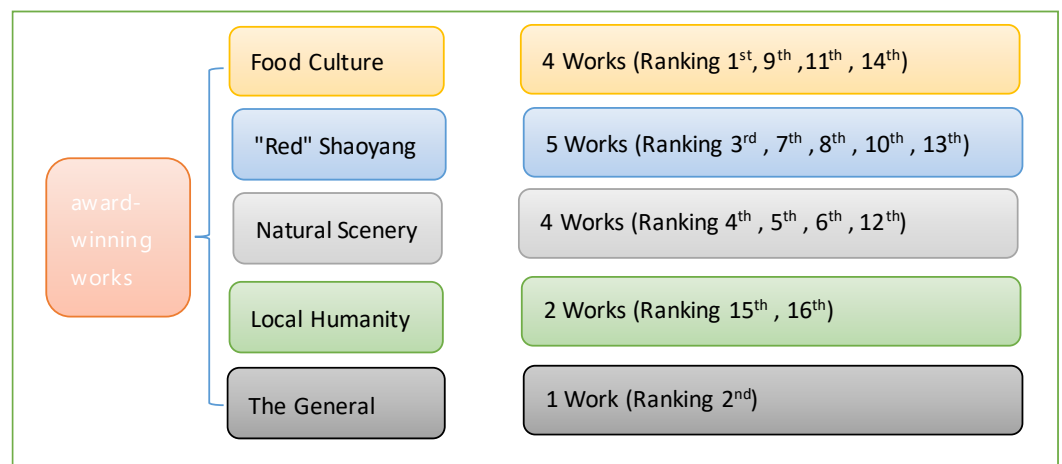 Food Culture
4 Works (Ranking 1st, 9th ,11th , 14th)
"Red" Shaoyang
5 Works (Ranking 3rd , 7th , 8th , 10th , 13th)
award-
winning
works
Natural Scenery
4 Works (Ranking 4th , 5th , 6th , 12th)
Local Humanity
2 Works (Ranking 15th , 16th)
The General
1 Work (Ranking 2nd)